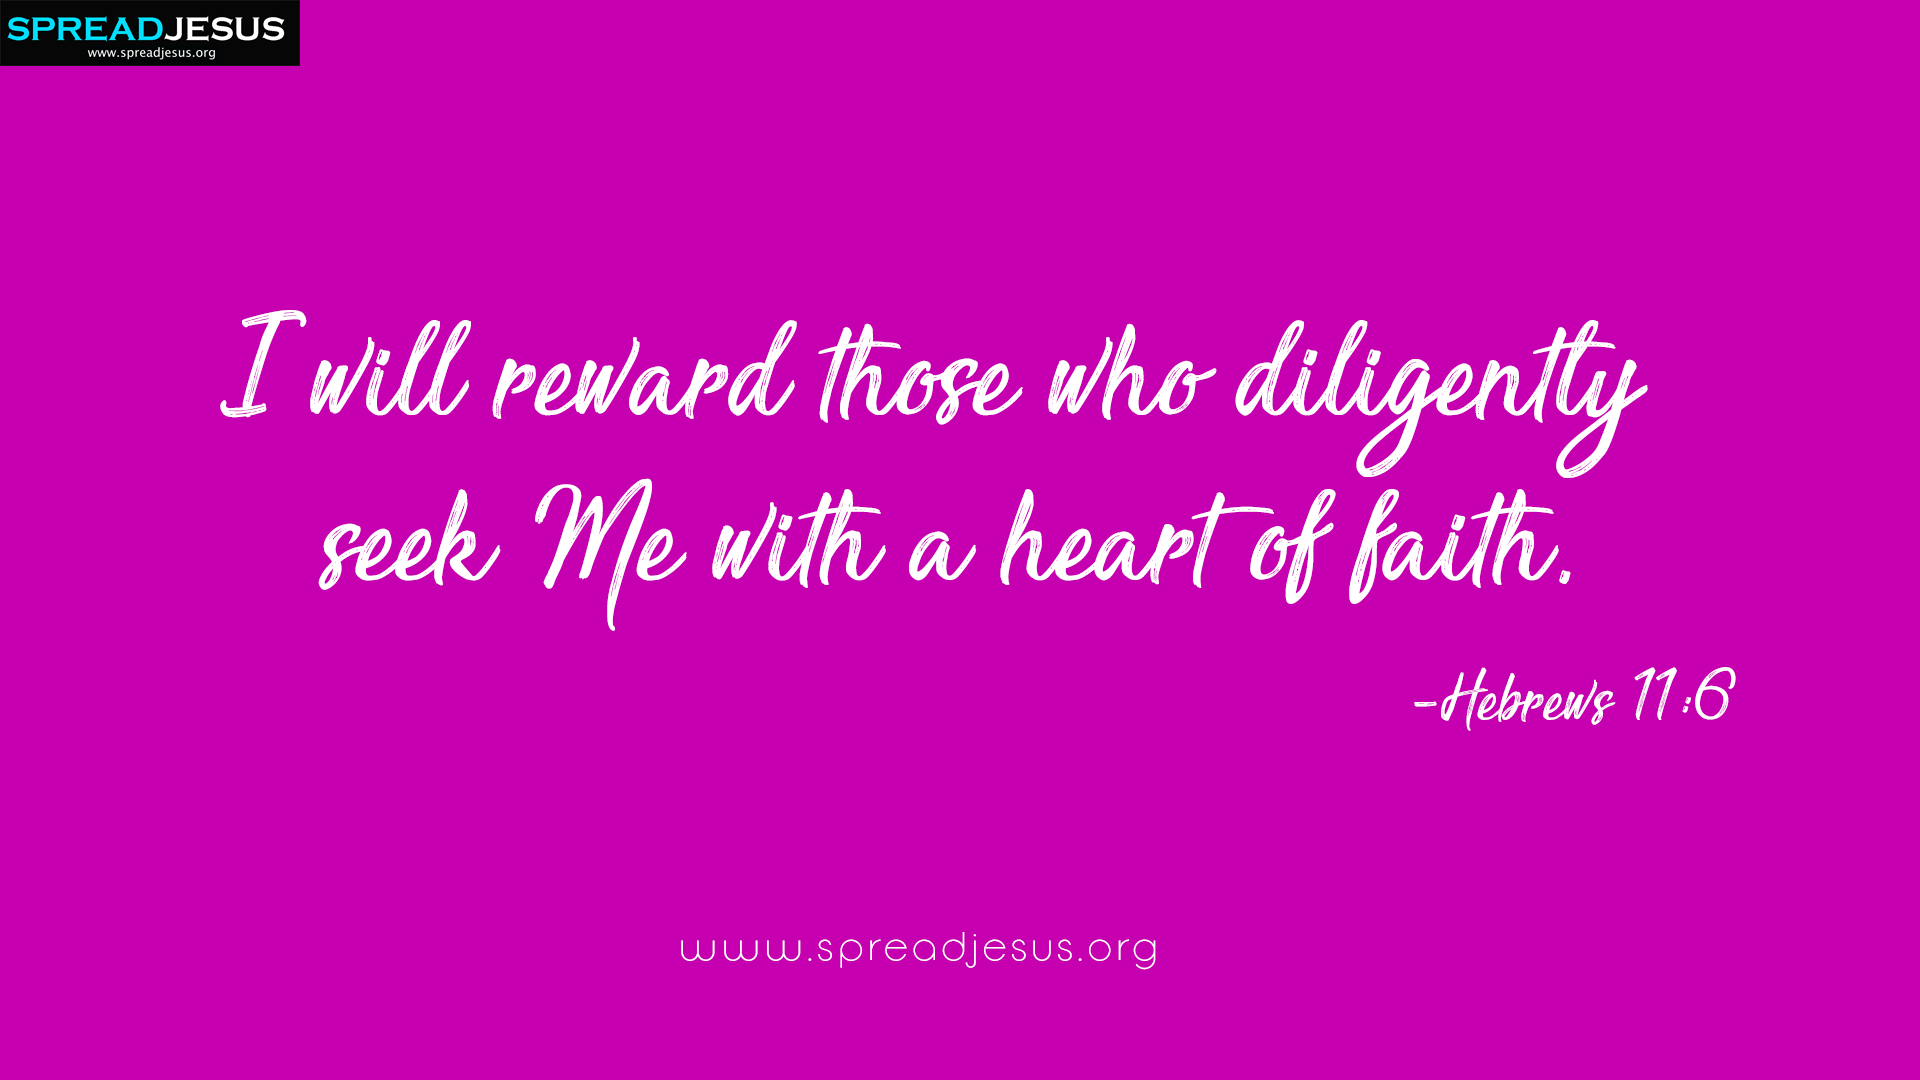 SPREADJESUS
www.spreadjesus.org
I will reward those who diligently
seek Me with a heart of faith.
-Hebrews 11:6
www.spreadjesus.org